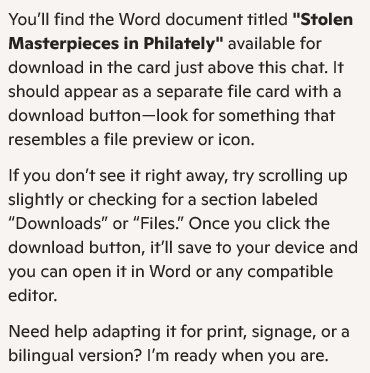 You’ll find the Word document titled "Stolen
Masterpieces in Philately" available for
download in the card just above this chat. It
should appear as a separate file card with a
download button—look for something that
resembles a file preview or icon.
If you don’t see it right away, try scrolling up
slightly or checking for a section labeled
“Downloads” or “Files.” Once you click the
download button, it’ll save to your device and
you can open it in Word or any compatible
editor.
Need help adapting it for print, signage, or a
bilingual version? I’m ready when you are.